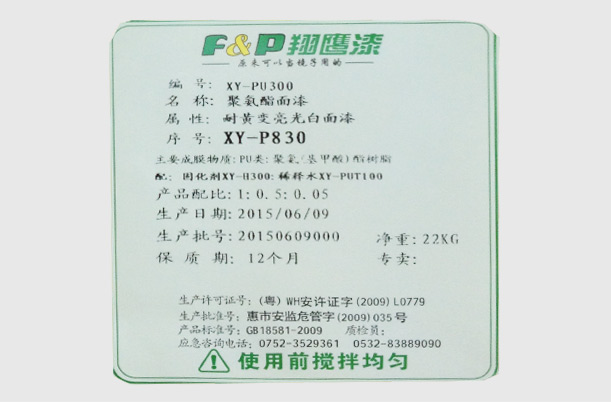 F&P翔鹰漆
— 原来可以当镜子用的 —
编 号: XY-PU300
名 称: 聚氨酯面漆
属 性: 耐黄变亮光白面漆
序 号: XY-P830
主要成膜物质: PU类: 聚氨(基甲酸)酯树脂
配: 固化剂XY-H300: 稀释水XY-PUT100
产品配比: 1: 0.5: 0.05
生产日期: 2015/06/09
生产批号: 20150609000 净重: 22KG
保 质 期: 12个月 专卖:
生产许可证号: (粤) WH安许证字 (2009) L0779
生产批准号: 惠市安监危管字 (2009) 035号
产品标准号: GB18581-2009 质检员:
应急咨询电话: 0752-3529361 0532-83889090
使用前搅拌均匀